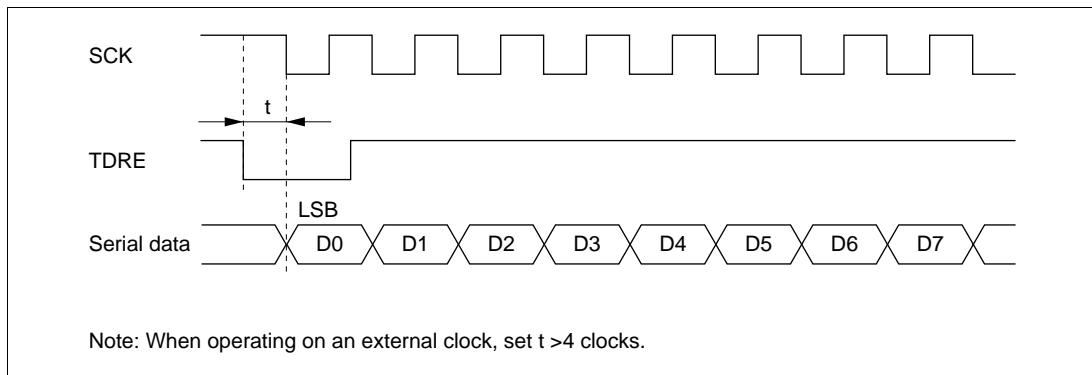 SCK
t
TDRE
LSB
Serial data D0 D1 D2 D3 D4 D5 D6 D7
Note: When operating on an external clock, set t >4 clocks.